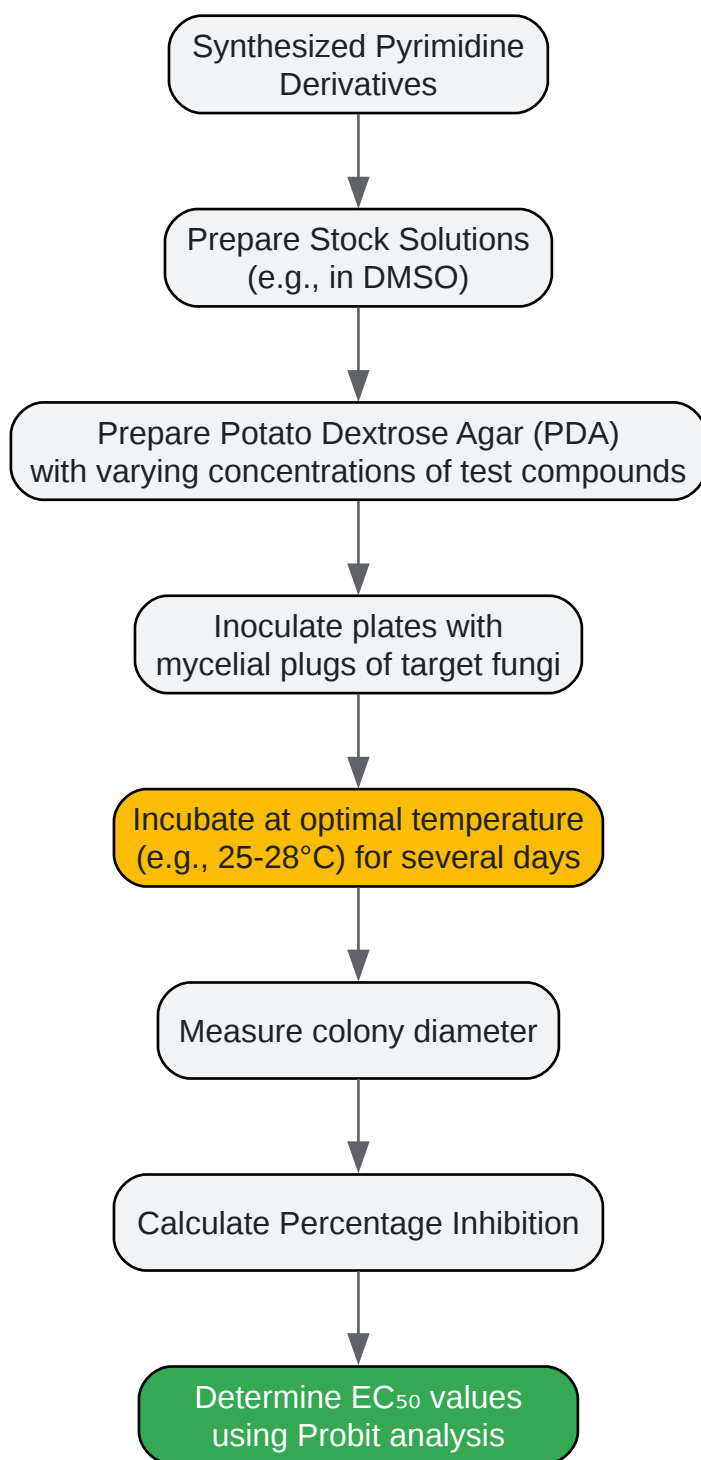 Synthesized Pyrimidine
Derivatives
Prepare Stock Solutions
(e.g., in DMSO)
Prepare Potato Dextrose Agar (PDA)
with varying concentrations of test compounds
Inoculate plates with
mycelial plugs of target fungi
Incubate at optimal temperature
(e.g., 25-28°C) for several days
Measure colony diameter
Calculate Percentage Inhibition
Determine EC₅₀ values
using Probit analysis